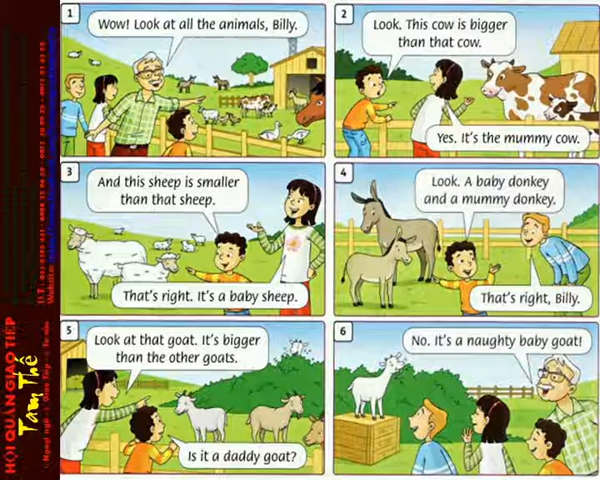 1
Wow! Look at all the animals, Billy.
2
Look. This cow is bigger
than that cow.
Yes. It's the mummy cow.
3
And this sheep is smaller
than that sheep.
That's right. It's a baby sheep.
4
Look. A baby donkey
and a mummy donkey.
That's right, Billy.
5
Look at that goat. It's bigger
than the other goats.
Is it a daddy goat?
6
No. It's a naughty baby goat!
HỘI QUÁN GIAO TIẾP
Tam Thế